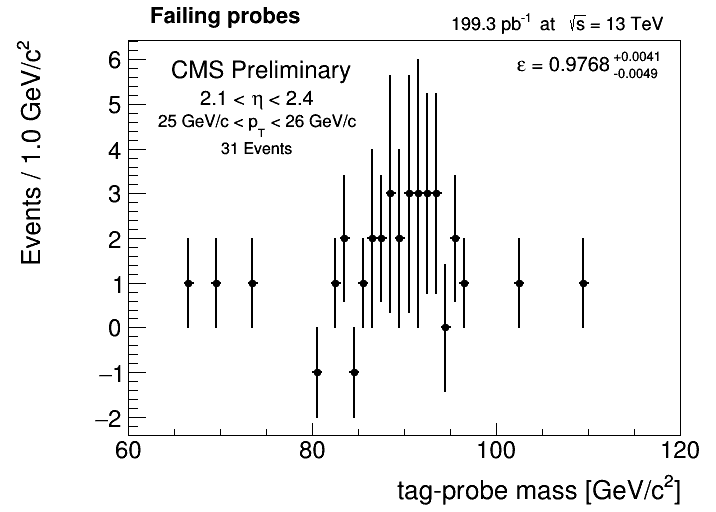 Failing probes
199.3 pb⁻¹ at √s = 13 TeV
CMS Preliminary
2.1 < η < 2.4
25 GeV/c < p_T < 26 GeV/c
31 Events
ε = 0.9768 +0.0041 -0.0049
Events / 1.0 GeV/c²
6
5
4
3
2
1
0
−1
−2
60 80 100 120
tag-probe mass [GeV/c²]